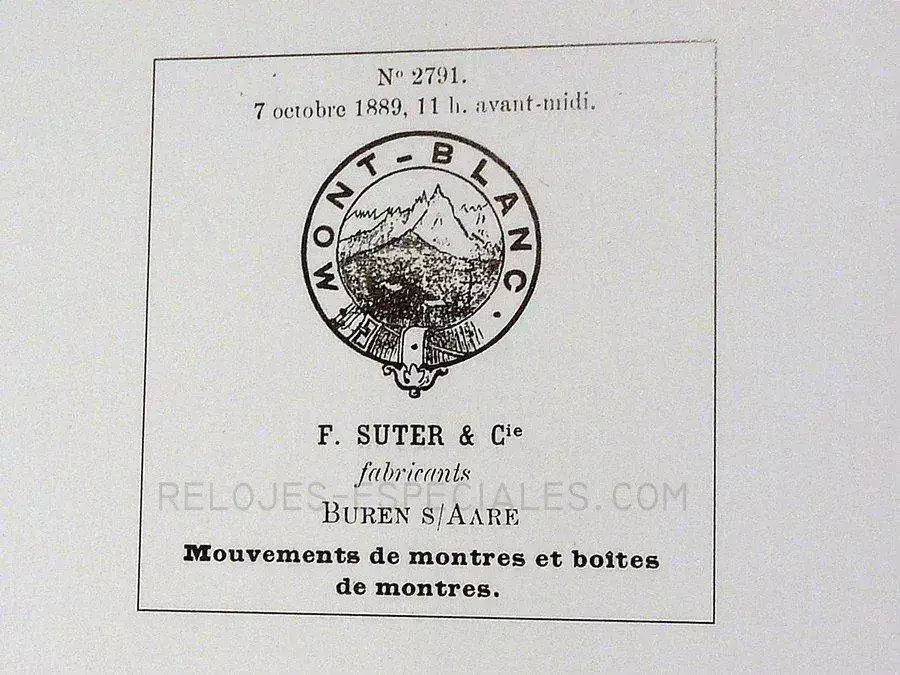 Nº 2791.
7 octobre 1889, 11 h. avant-midi.
MONT-BLANC.
F. SUTER & Cie
fabricants
RELOJES-ESPECIALES.COM
BUREN S/AARE
Mouvements de montres et boîtes
de montres.